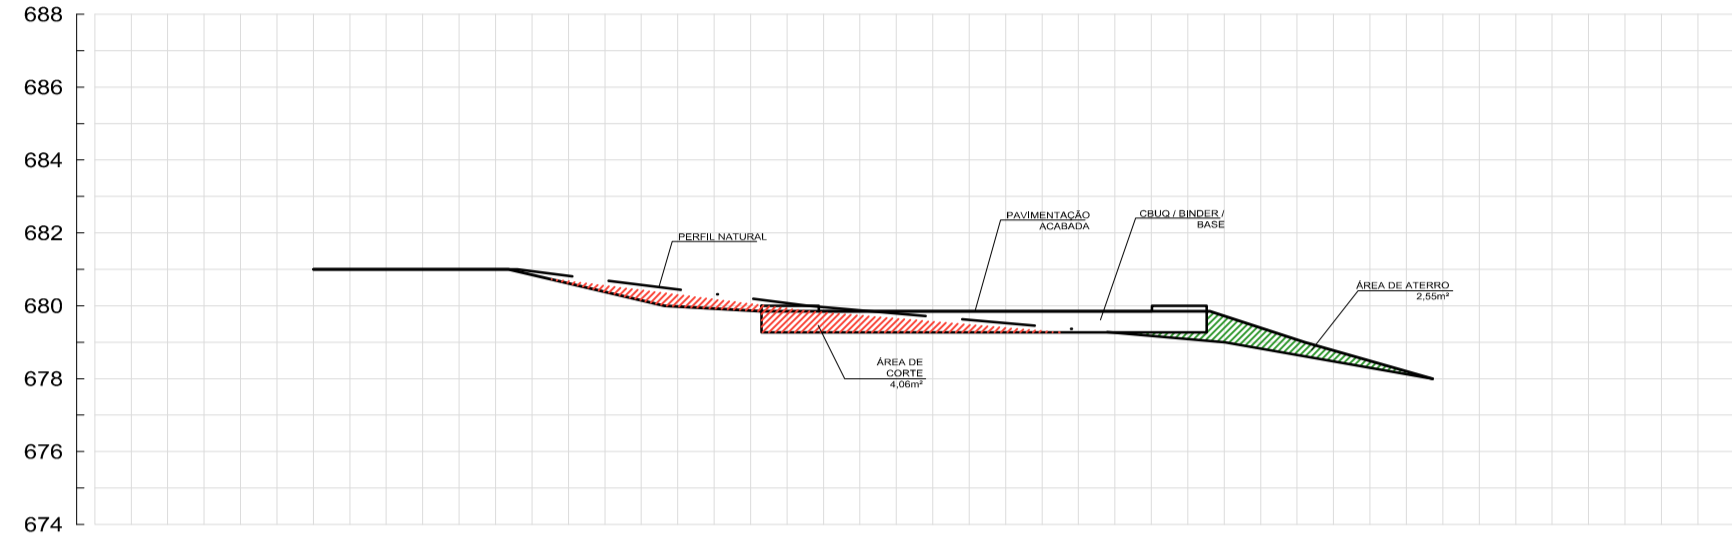 688
686
684
682
680
678
676
674
PERFIL NATURAL
PAVIMENTAÇÃO
ACABADA
CBUQ / BINDER /
BASE
ÁREA DE ATERRO
2,55m²
ÁREA DE
CORTE
4,06m²